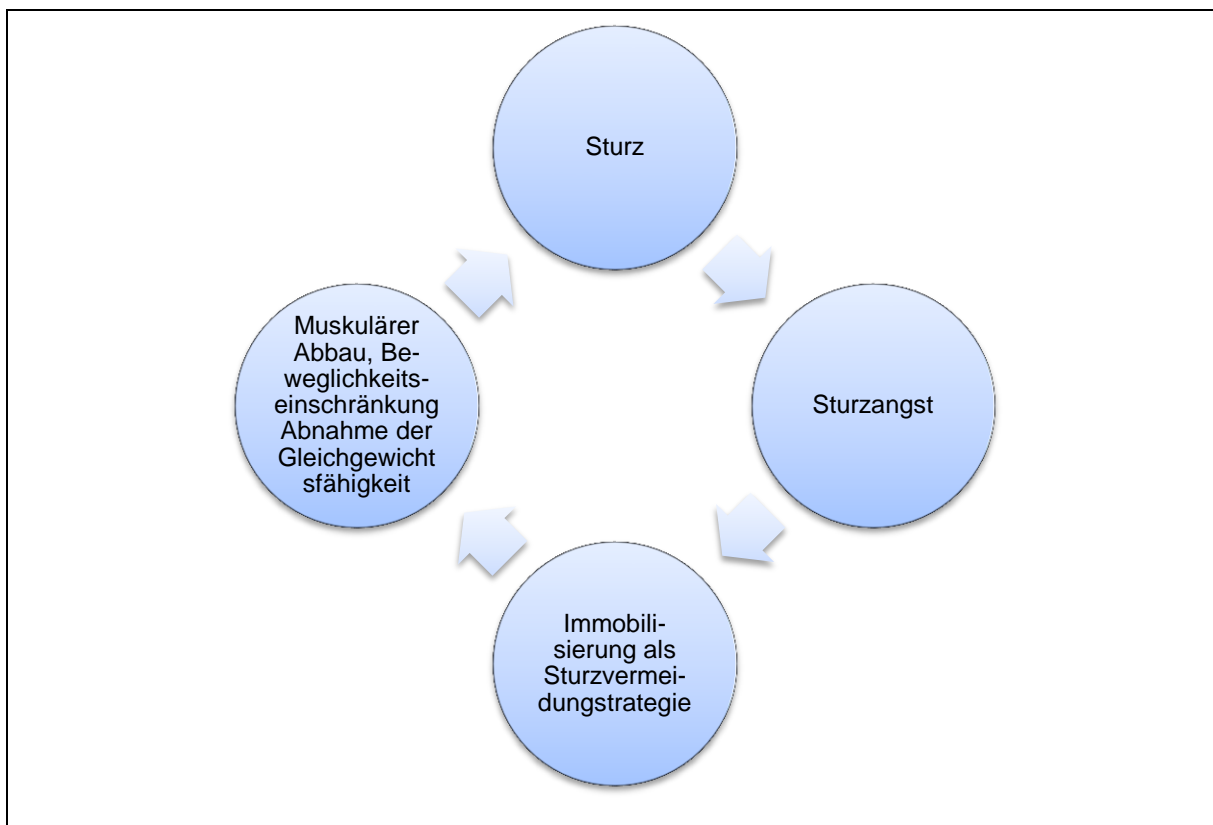 Sturz
Sturzangst
Immobili-
sierung als
Sturzvermei-
dungstrategie
Muskulärer
Abbau, Be-
weglichkeits-
einschränkung
Abnahme der
Gleichgewicht
sfähigkeit